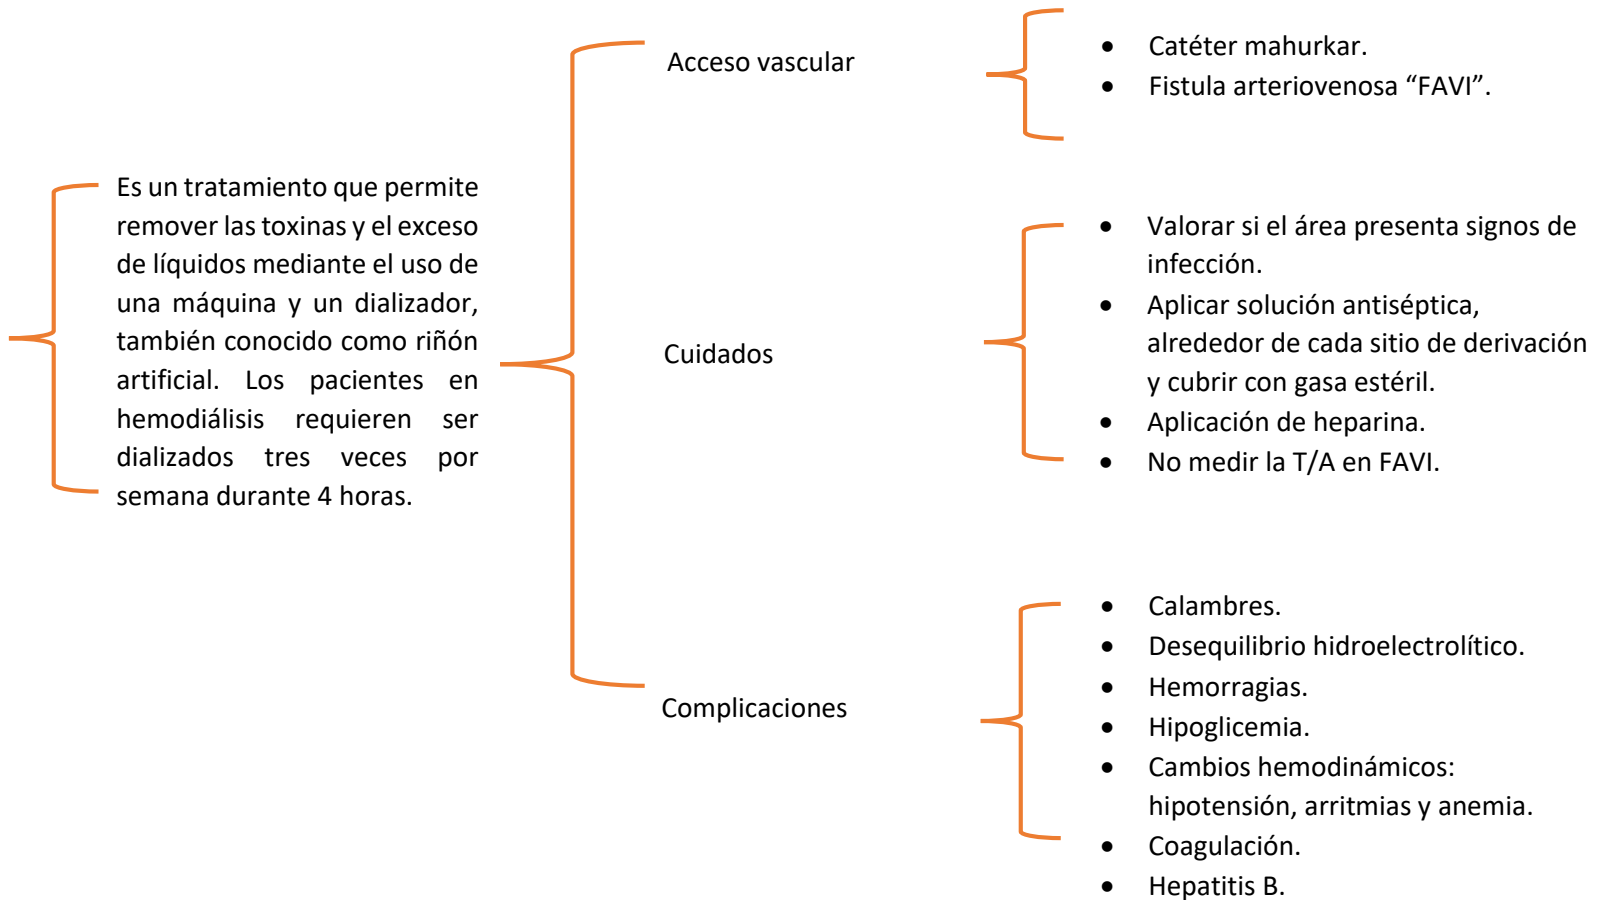 Es un tratamiento que permite
remover las toxinas y el exceso
de líquidos mediante el uso de
una máquina y un dializador,
también conocido como riñón
artificial. Los pacientes en
hemodiálisis requieren ser
dializados tres veces por
semana durante 4 horas.
Acceso vascular
• Catéter mahurkar.
• Fistula arteriovenosa “FAVI”.
Cuidados
• Valorar si el área presenta signos de
infección.
• Aplicar solución antiséptica,
alrededor de cada sitio de derivación
y cubrir con gasa estéril.
• Aplicación de heparina.
• No medir la T/A en FAVI.
Complicaciones
• Calambres.
• Desequilibrio hidroelectrolítico.
• Hemorragias.
• Hipoglicemia.
• Cambios hemodinámicos:
hipotensión, arritmias y anemia.
• Coagulación.
• Hepatitis B.